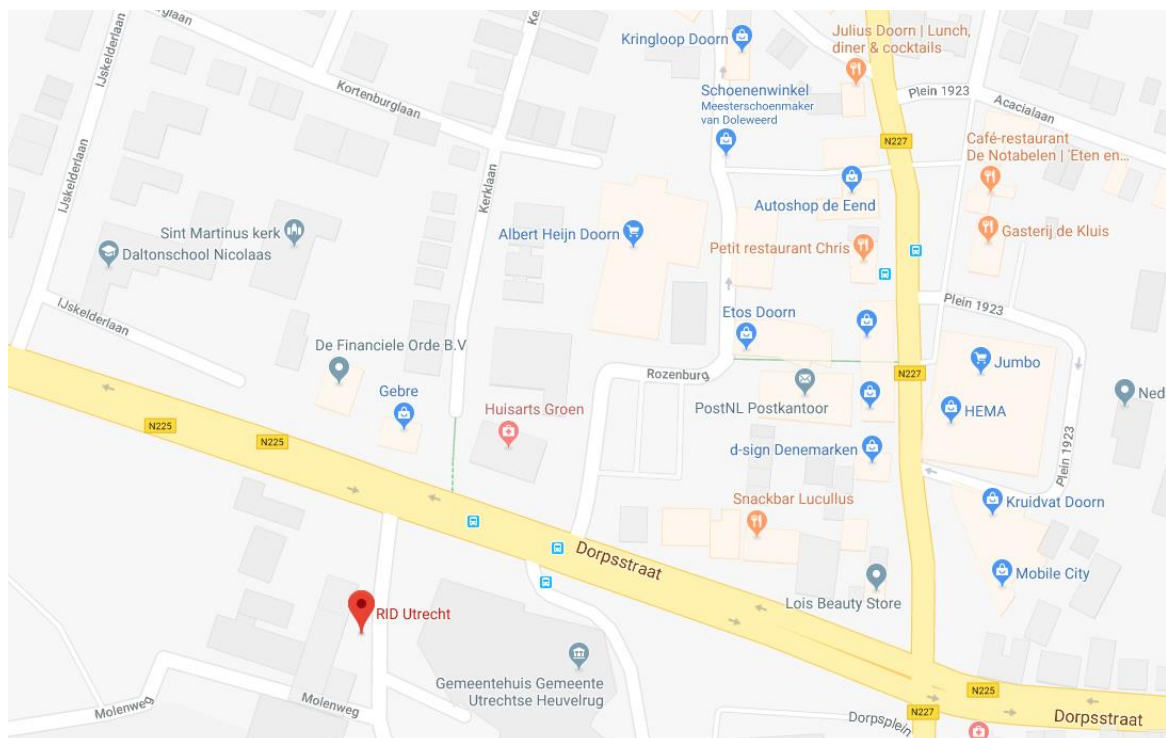 Kortenburglaan
IJskelderlaan
Kortenburglaan
Kringloop Doorn
Julius Doorn | Lunch,
diner & cocktails
Schoenenwinkel
Meesterschoenmaker
van Doleweerd
Plein 1923
Acacialaan
N227
Café-restaurant
De Notabelen | 'Eten en...
IJskelderlaan
Kerklaan
Autoshop de Eend
Sint Martinus kerk
Daltonschool Nicolaas
Albert Heijn Doorn
Petit restaurant Chris
Gasterij de Kluis
IJskelderlaan
Etos Doorn
Plein 1923
De Financiele Orde B.V
Rozenburg
N227
Jumbo
Gebre
Huisarts Groen
PostNL Postkantoor
HEMA
Ned
N225
N225
d-sign Denemarken
Plein 1923
Snackbar Lucullus
Kruidvat Doorn
Dorpsstraat
Mobile City
Lois Beauty Store
RID Utrecht
Gemeentehuis Gemeente
Utrechtse Heuvelrug
Molenweg
Molenweg
N225
N227
Dorpsplein
Dorpsstraat